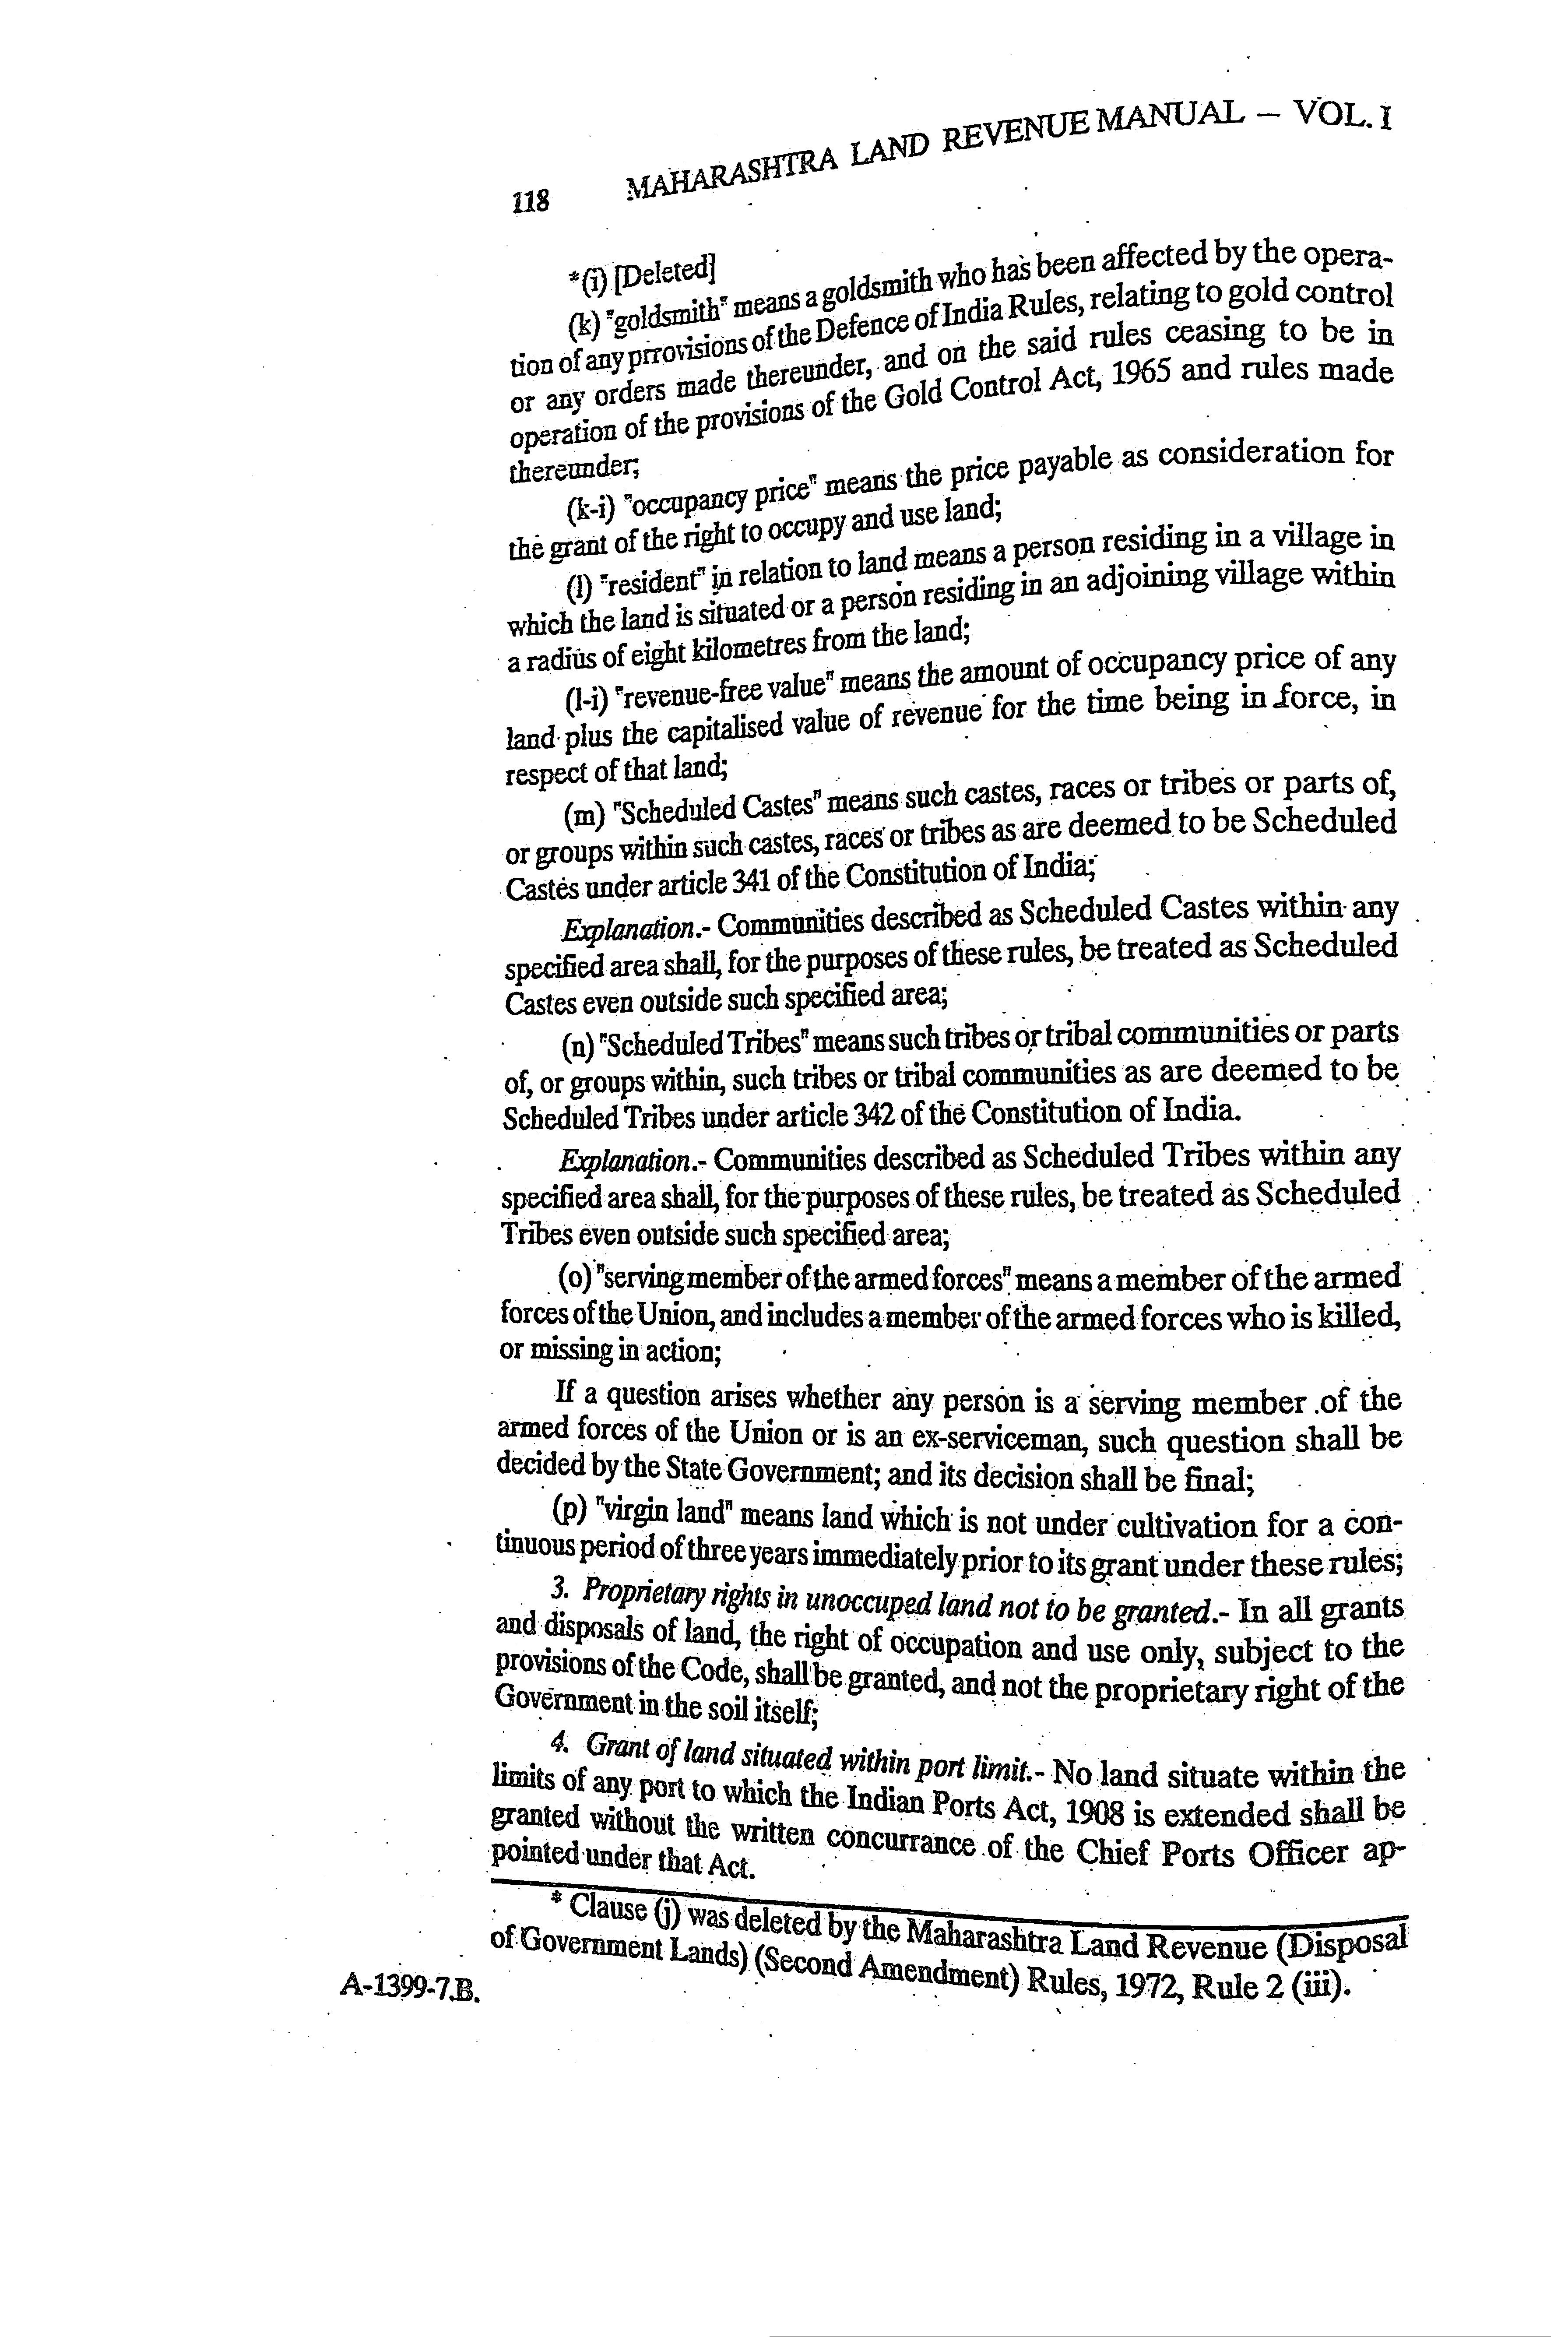 118 MAHARASHTRA LAND REVENUE MANUAL – VOL. I
*(i) [Deleted]
(k) "goldsmith" means a goldsmith who has been affected by the opera-
tion of any prrovisions of the Defence of India Rules, relating to gold control
or any orders made thereunder, and on the said rules ceasing to be in
operation of the provisions of the Gold Control Act, 1965 and rules made
thereunder;
(k-i) "occupancy price" means the price payable as consideration for
the grant of the right to occupy and use land;
(l) "resident" in relation to land means a person residing in a village in
which the land is situated or a person residing in an adjoining village within
a radius of eight kilometres from the land;
(l-i) "revenue-free value" means the amount of occupancy price of any
land plus the capitalised value of revenue for the time being in force, in
respect of that land;
(m) "Scheduled Castes" means such castes, races or tribes or parts of,
or groups within such castes, races or tribes as are deemed to be Scheduled
Castes under article 341 of the Constitution of India;
Explanation.- Communities described as Scheduled Castes within any
specified area shall, for the purposes of these rules, be treated as Scheduled
Castes even outside such specified area;
(n) "Scheduled Tribes" means such tribes or tribal communities or parts
of, or groups within, such tribes or tribal communities as are deemed to be
Scheduled Tribes under article 342 of the Constitution of India.
Explanation.- Communities described as Scheduled Tribes within any
specified area shall, for the purposes of these rules, be treated as Scheduled
Tribes even outside such specified area;
(o) "serving member of the armed forces" means a member of the armed
forces of the Union, and includes a member of the armed forces who is killed,
or missing in action;
If a question arises whether any person is a serving member of the
armed forces of the Union or is an ex-serviceman, such question shall be
decided by the State Government; and its decision shall be final;
(p) "virgin land" means land which is not under cultivation for a con-
tinuous period of three years immediately prior to its grant under these rules;
3. Proprietary rights in unoccuped land not to be granted.- In all grants
and disposals of land, the right of occupation and use only, subject to the
provisions of the Code, shall be granted, and not the proprietary right of the
Government in the soil itself;
4. Grant of land situated within port limit.- No land situate within the
limits of any port to which the Indian Ports Act, 1908 is extended shall be
granted without the written concurrance of the Chief Ports Officer ap-
pointed under that Act.
* Clause (j) was deleted by the Maharashtra Land Revenue (Disposal
of Government Lands) (Second Amendment) Rules, 1972, Rule 2 (iii).
A-1399-7.B.